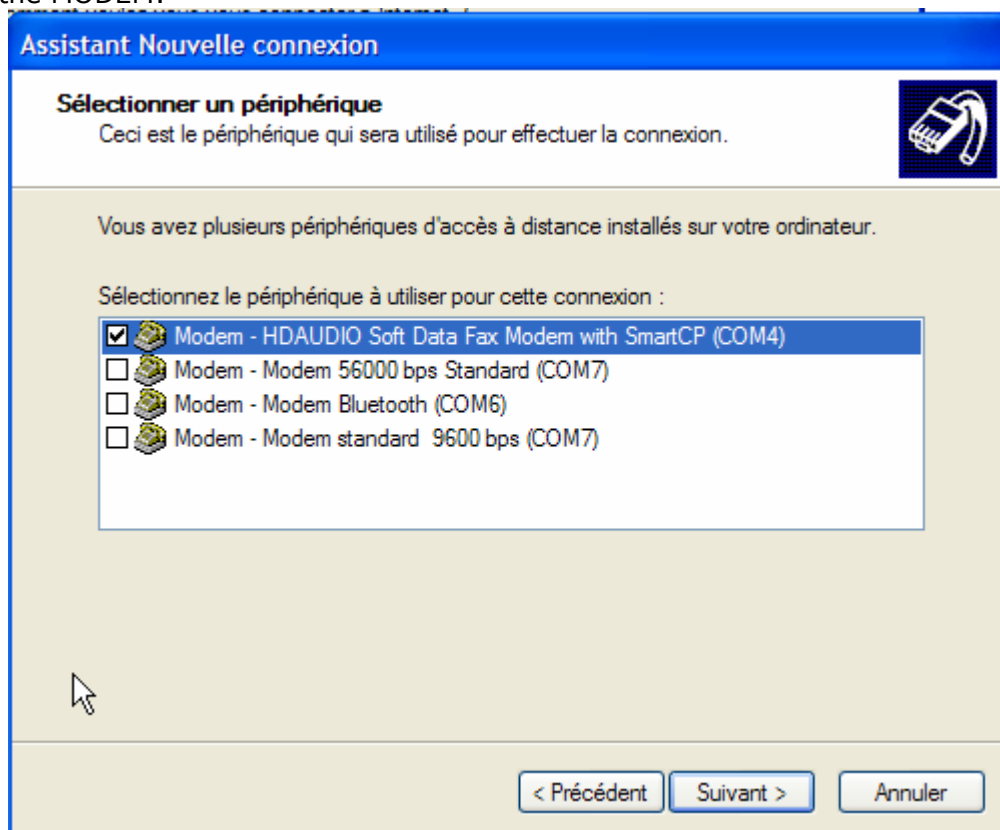 the MODEM.
Assistant Nouvelle connexion
Sélectionner un périphérique
Ceci est le périphérique qui sera utilisé pour effectuer la connexion.
Vous avez plusieurs périphériques d'accès à distance installés sur votre ordinateur.
Sélectionnez le périphérique à utiliser pour cette connexion :
Modem - HDAUDIO Soft Data Fax Modem with SmartCP (COM4)
Modem - Modem 56000 bps Standard (COM7)
Modem - Modem Bluetooth (COM6)
Modem - Modem standard 9600 bps (COM7)
< Précédent Suivant > Annuler